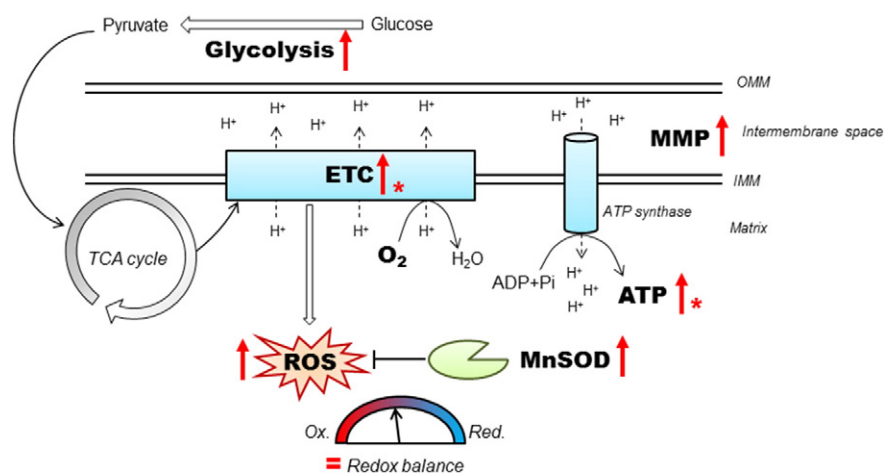 Pyruvate
Glucose
Glycolysis
OMM
H⁺ H⁺ H⁺ H⁺
H⁺ H⁺
H⁺ H⁺ H⁺
MMP
Intermembrane space
ETC *
IMM
ATP synthase
Matrix
TCA cycle
H⁺ H⁺ H⁺
O₂
H₂O
ADP+Pi
H⁺
H⁺
H⁺
ATP *
ROS
MnSOD
Ox.
Red.
= Redox balance